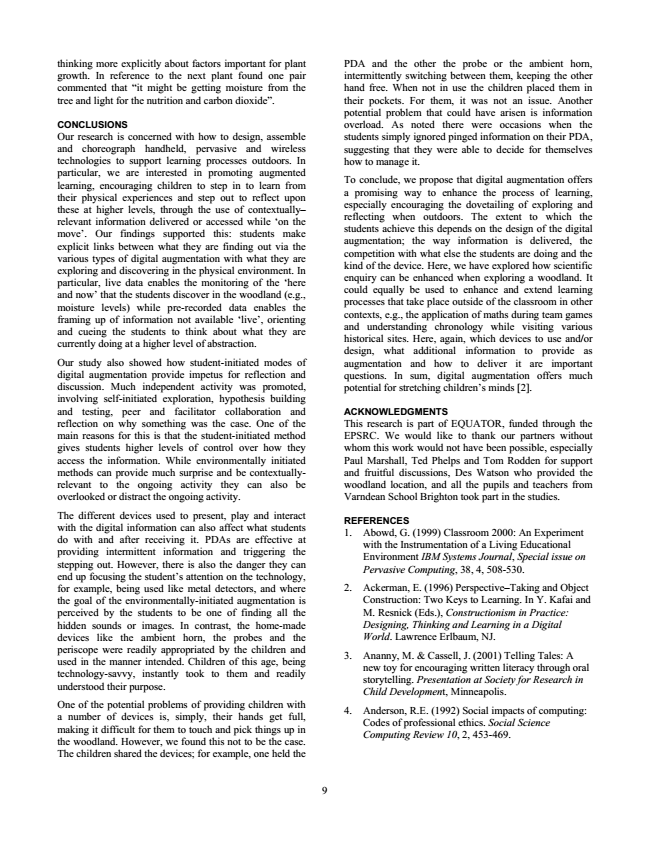 thinking more explicitly about factors important for plant
growth. In reference to the next plant found one pair
commented that “it might be getting moisture from the
tree and light for the nutrition and carbon dioxide”.
CONCLUSIONS
Our research is concerned with how to design, assemble
and choreograph handheld, pervasive and wireless
technologies to support learning processes outdoors. In
particular, we are interested in promoting augmented
learning, encouraging children to step in to learn from
their physical experiences and step out to reflect upon
these at higher levels, through the use of contextually–
relevant information delivered or accessed while ‘on the
move’. Our findings supported this: students make
explicit links between what they are finding out via the
various types of digital augmentation with what they are
exploring and discovering in the physical environment. In
particular, live data enables the monitoring of the ‘here
and now’ that the students discover in the woodland (e.g.,
moisture levels) while pre-recorded data enables the
framing up of information not available ‘live’, orienting
and cueing the students to think about what they are
currently doing at a higher level of abstraction.
Our study also showed how student-initiated modes of
digital augmentation provide impetus for reflection and
discussion. Much independent activity was promoted,
involving self-initiated exploration, hypothesis building
and testing, peer and facilitator collaboration and
reflection on why something was the case. One of the
main reasons for this is that the student-initiated method
gives students higher levels of control over how they
access the information. While environmentally initiated
methods can provide much surprise and be contextually-
relevant to the ongoing activity they can also be
overlooked or distract the ongoing activity.
The different devices used to present, play and interact
with the digital information can also affect what students
do with and after receiving it. PDAs are effective at
providing intermittent information and triggering the
stepping out. However, there is also the danger they can
end up focusing the student’s attention on the technology,
for example, being used like metal detectors, and where
the goal of the environmentally-initiated augmentation is
perceived by the students to be one of finding all the
hidden sounds or images. In contrast, the home-made
devices like the ambient horn, the probes and the
periscope were readily appropriated by the children and
used in the manner intended. Children of this age, being
technology-savvy, instantly took to them and readily
understood their purpose.
One of the potential problems of providing children with
a number of devices is, simply, their hands get full,
making it difficult for them to touch and pick things up in
the woodland. However, we found this not to be the case.
The children shared the devices; for example, one held the
PDA and the other the probe or the ambient horn,
intermittently switching between them, keeping the other
hand free. When not in use the children placed them in
their pockets. For them, it was not an issue. Another
potential problem that could have arisen is information
overload. As noted there were occasions when the
students simply ignored pinged information on their PDA,
suggesting that they were able to decide for themselves
how to manage it.
To conclude, we propose that digital augmentation offers
a promising way to enhance the process of learning,
especially encouraging the dovetailing of exploring and
reflecting when outdoors. The extent to which the
students achieve this depends on the design of the digital
augmentation; the way information is delivered, the
competition with what else the students are doing and the
kind of the device. Here, we have explored how scientific
enquiry can be enhanced when exploring a woodland. It
could equally be used to enhance and extend learning
processes that take place outside of the classroom in other
contexts, e.g., the application of maths during team games
and understanding chronology while visiting various
historical sites. Here, again, which devices to use and/or
design, what additional information to provide as
augmentation and how to deliver it are important
questions. In sum, digital augmentation offers much
potential for stretching children’s minds [2].
ACKNOWLEDGMENTS
This research is part of EQUATOR, funded through the
EPSRC. We would like to thank our partners without
whom this work would not have been possible, especially
Paul Marshall, Ted Phelps and Tom Rodden for support
and fruitful discussions, Des Watson who provided the
woodland location, and all the pupils and teachers from
Varndean School Brighton took part in the studies.
REFERENCES
1. Abowd, G. (1999) Classroom 2000: An Experiment
with the Instrumentation of a Living Educational
Environment IBM Systems Journal, Special issue on
Pervasive Computing, 38, 4, 508-530.
2. Ackerman, E. (1996) Perspective–Taking and Object
Construction: Two Keys to Learning. In Y. Kafai and
M. Resnick (Eds.), Constructionism in Practice:
Designing, Thinking and Learning in a Digital
World. Lawrence Erlbaum, NJ.
3. Ananny, M. & Cassell, J. (2001) Telling Tales: A
new toy for encouraging written literacy through oral
storytelling. Presentation at Society for Research in
Child Development, Minneapolis.
4. Anderson, R.E. (1992) Social impacts of computing:
Codes of professional ethics. Social Science
Computing Review 10, 2, 453-469.
9